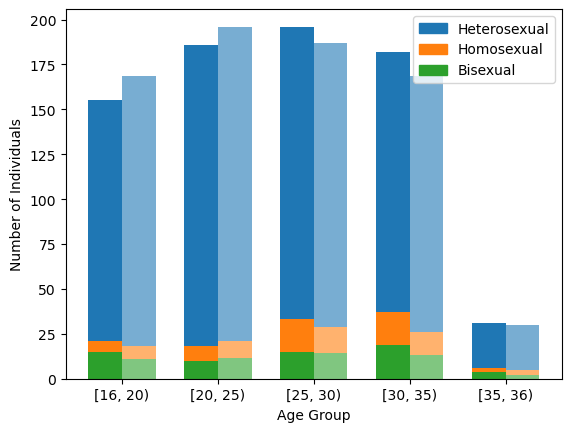 200
175
150
125
100
75
50
25
0
Number of Individuals
Heterosexual
Homosexual
Bisexual
[16, 20) [20, 25) [25, 30) [30, 35) [35, 36)
Age Group